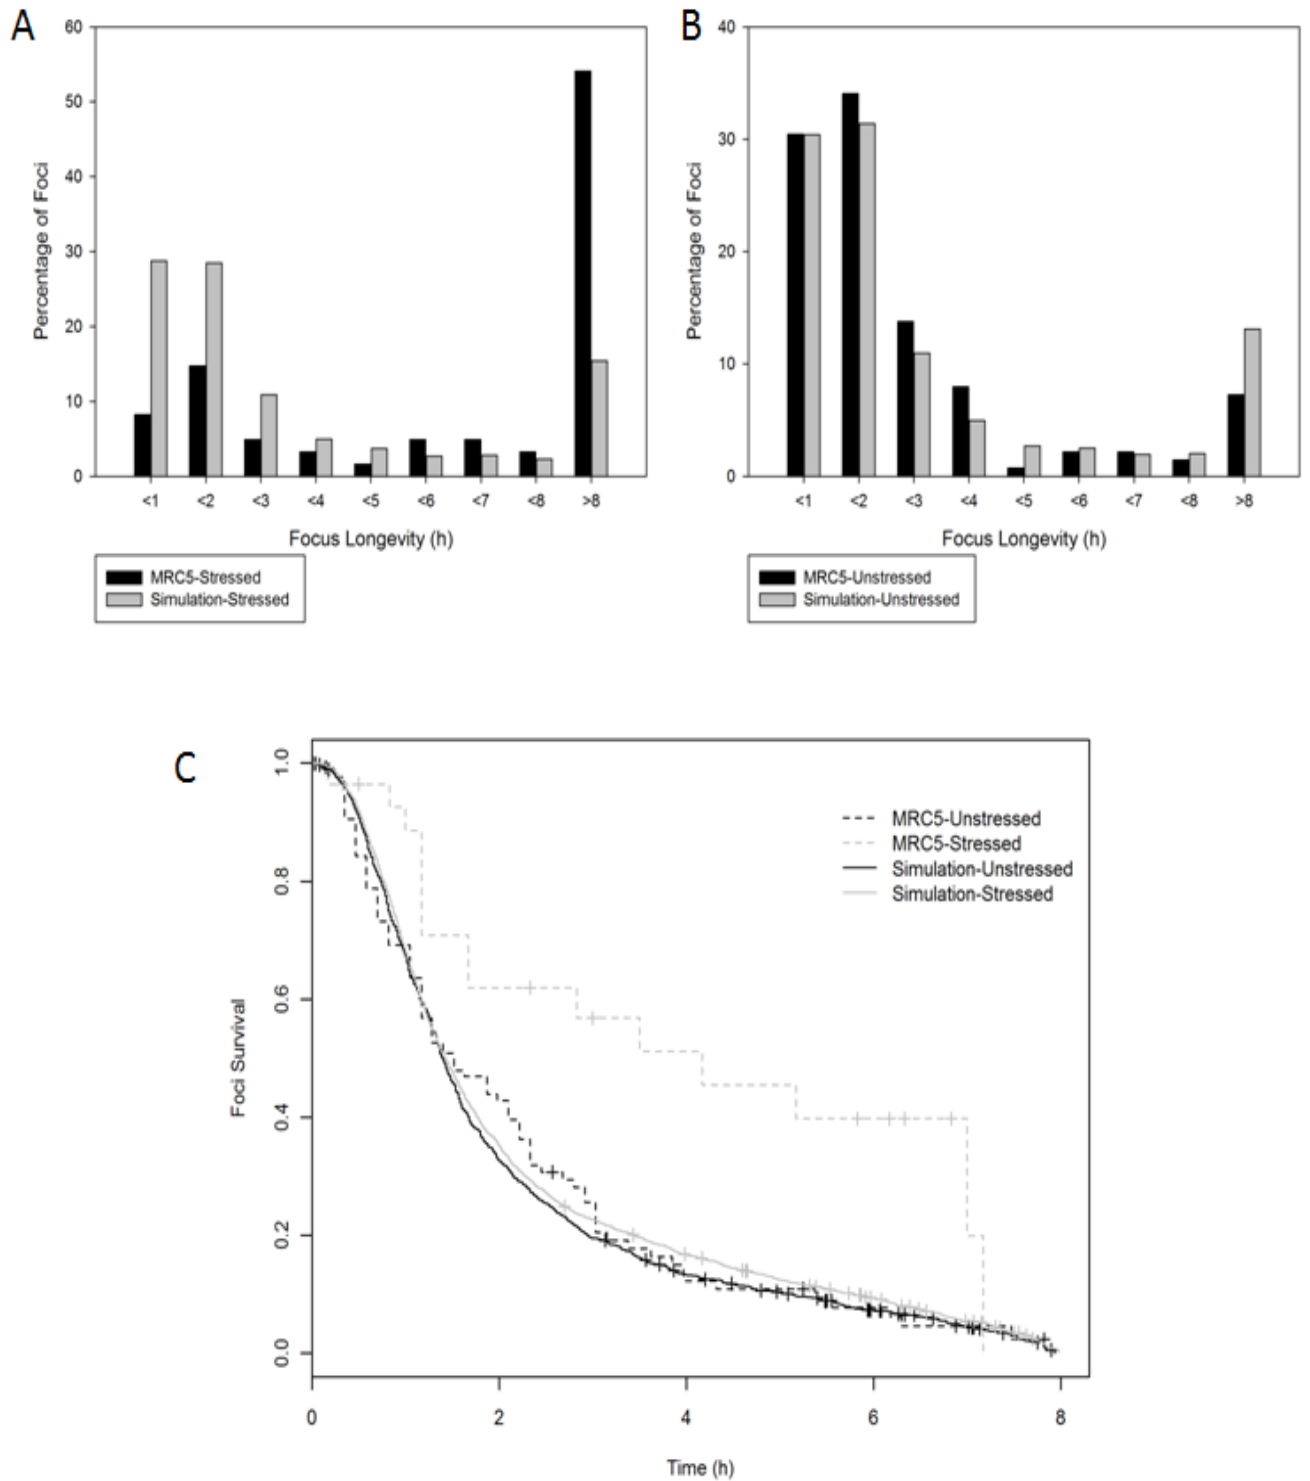 A
60
50
40
30
20
10
0
Percentage of Foci
<1 <2 <3 <4 <5 <6 <7 <8 >8
Focus Longevity (h)
MRC5-Stressed
Simulation-Stressed
B
40
30
20
10
0
Percentage of Foci
<1 <2 <3 <4 <5 <6 <7 <8 >8
Focus Longevity (h)
MRC5-Unstressed
Simulation-Unstressed
C
1.0
0.8
0.6
0.4
0.2
0.0
Foci Survival
MRC5-Unstressed
MRC5-Stressed
Simulation-Unstressed
Simulation-Stressed
0 2 4 6 8
Time (h)